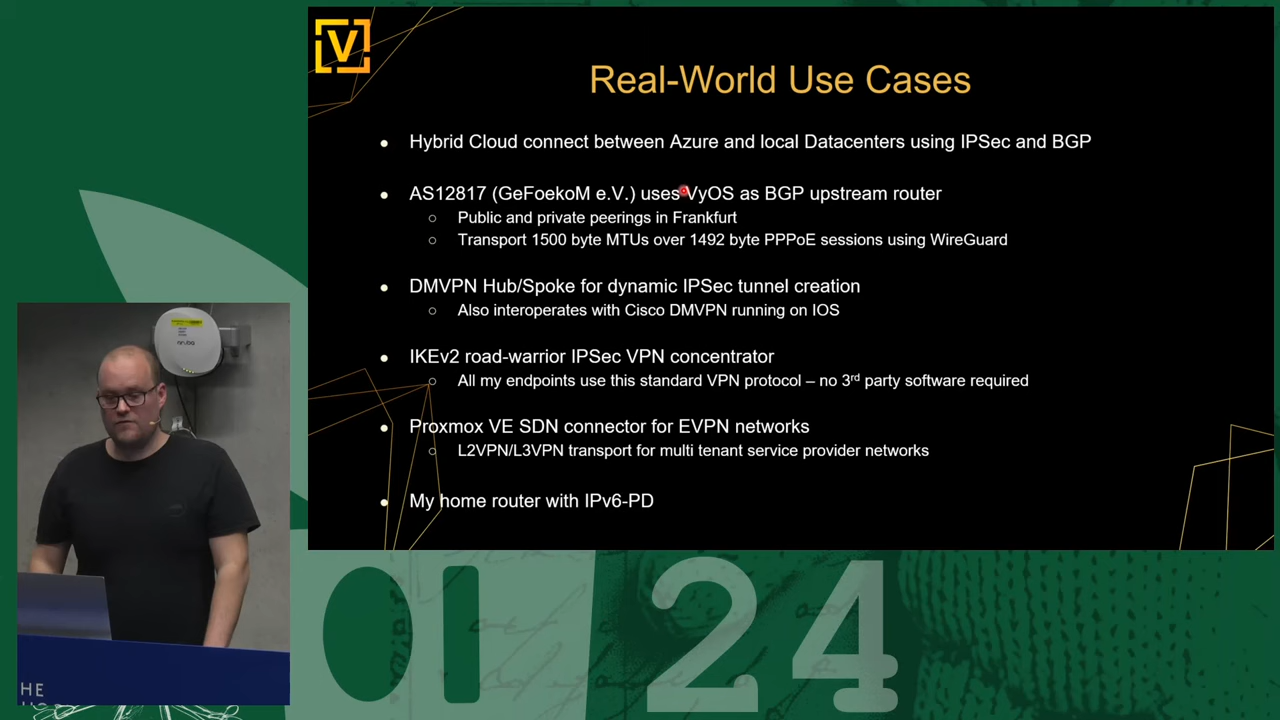 V
Real-World Use Cases
Hybrid Cloud connect between Azure and local Datacenters using IPSec and BGP
AS12817 (GeFoekoM e.V.) uses VyOS as BGP upstream router
Public and private peerings in Frankfurt
Transport 1500 byte MTUs over 1492 byte PPPoE sessions using WireGuard
DMVPN Hub/Spoke for dynamic IPSec tunnel creation
Also interoperates with Cisco DMVPN running on IOS
IKEv2 road-warrior IPSec VPN concentrator
All my endpoints use this standard VPN protocol – no 3rd party software required
Proxmox VE SDN connector for EVPN networks
L2VPN/L3VPN transport for multi tenant service provider networks
My home router with IPv6-PD
aruba
HE
24